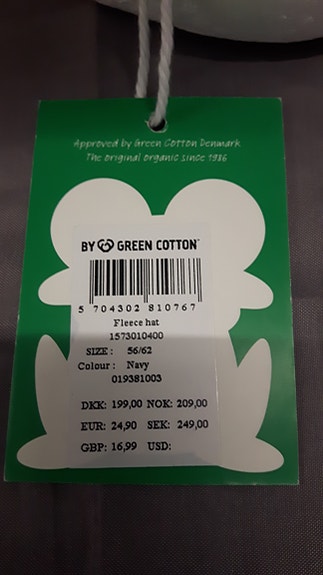 Approved by Green Cotton Denmark
The original organic since 1986
BY GREEN COTTON
5 704302 810767
Fleece hat
1573010400
SIZE : 56/62
Colour : Navy
019381003
DKK: 199,00 NOK: 209,00
EUR: 24,90 SEK: 249,00
GBP: 16,99 USD: